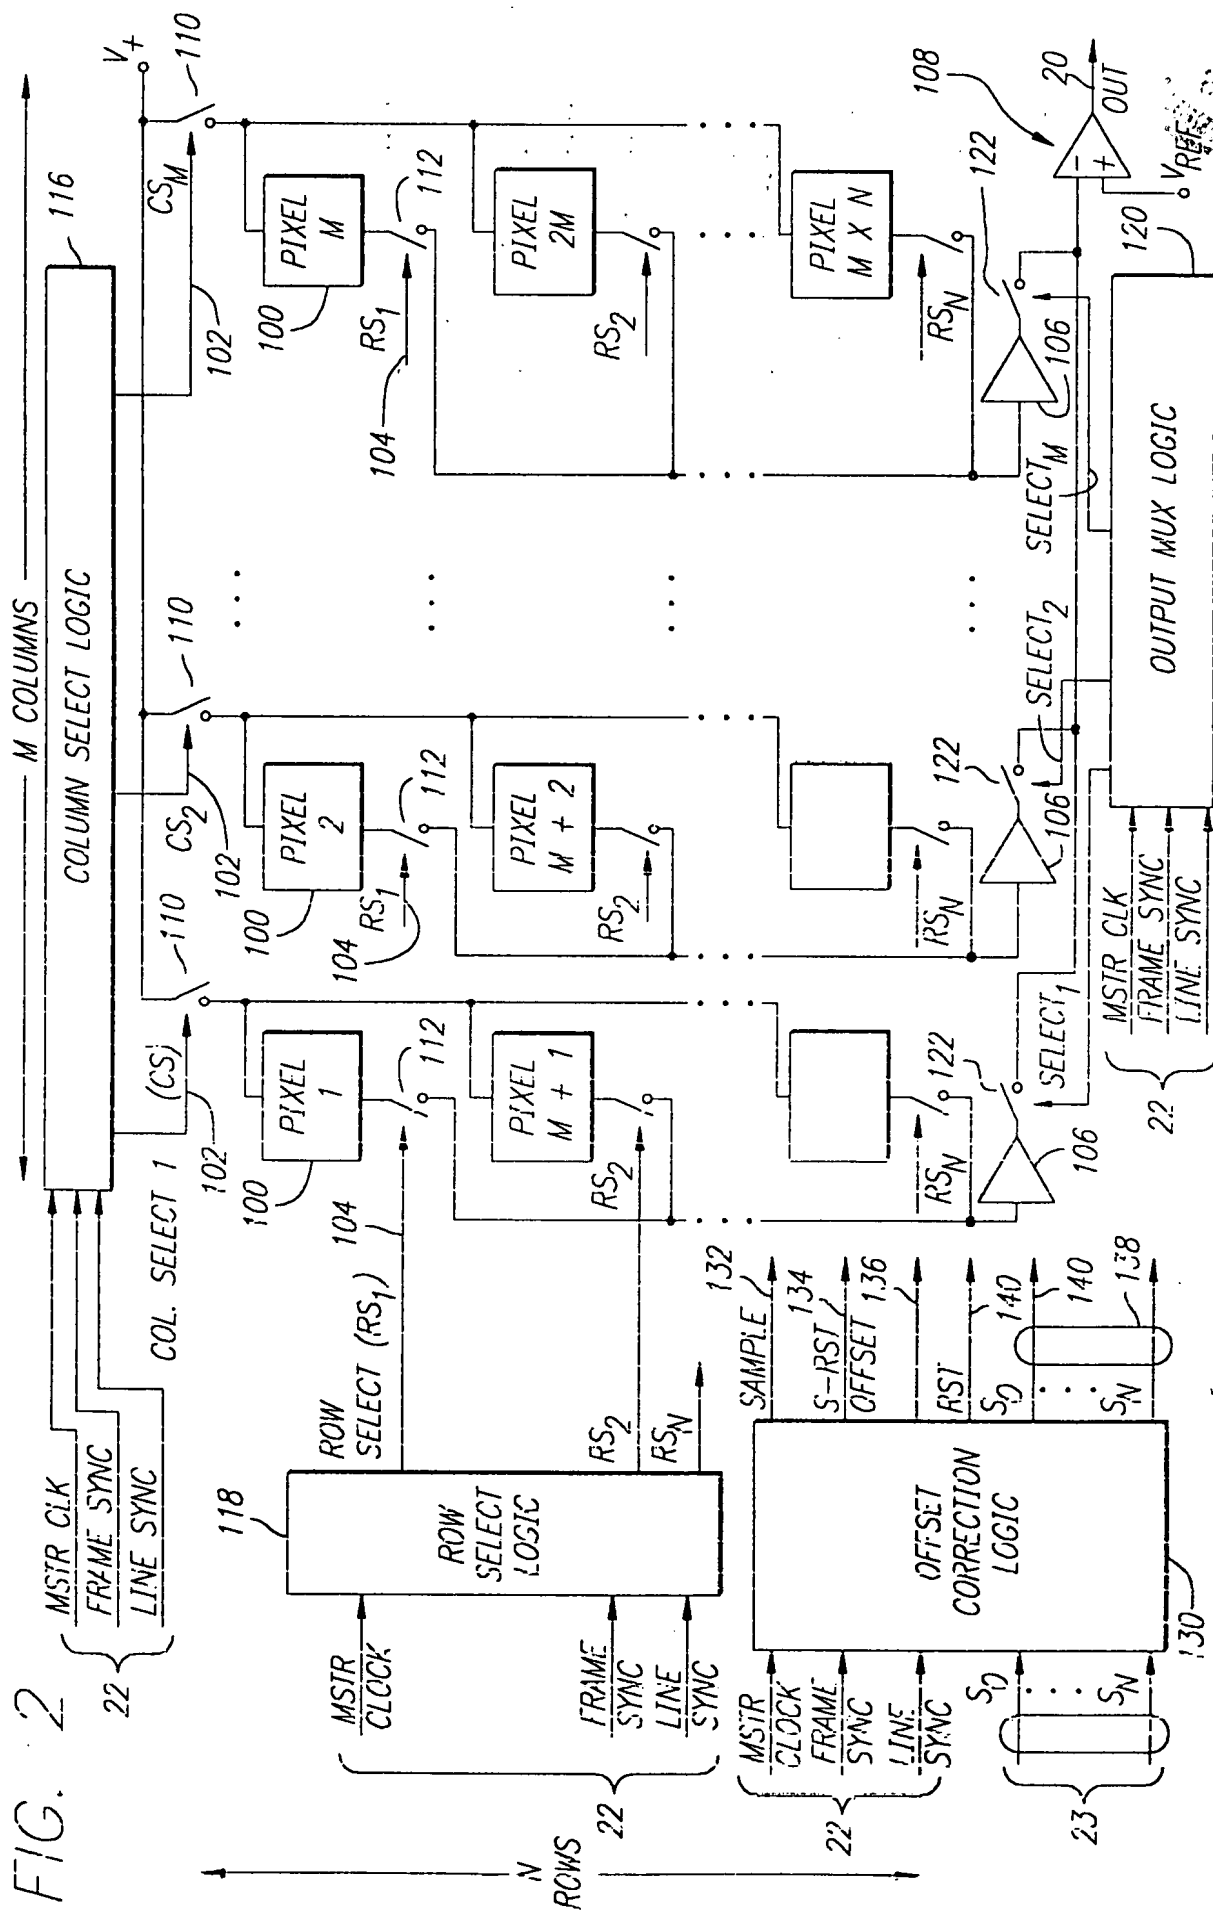 FIG. 2
M COLUMNS
MSTR CLK
FRAME SYNC
LINE SYNC
22
COLUMN SELECT LOGIC
116
COL. SELECT 1 (CS)
102
110
CS2
102
110
CSM
102
110
V+
N
ROWS
MSTR
CLOCK
FRAME
SYNC
LINE
SYNC
22
118
ROW
SELECT
LOGIC
ROW
SELECT (RS1)
104
RS2
RSN
PIXEL
1
100
112
PIXEL
2
100
104
RS1
112
PIXEL
M
100
104
RS1
112
PIXEL
M + 1
RS2
PIXEL
M + 2
RS2
PIXEL
2M
RS2
RSN
RSN
PIXEL
M X N
RSN
MSTR
CLOCK
FRAME
SYNC
LINE
SYNC
22
S0
SN
23
OFFSET
CORRECTION
LOGIC
130
SAMPLE
132
S-RST
134
OFFSET
136
RST
140
S0
140
SN
138
106
122
SELECT1
106
122
SELECT2
106
122
SELECTM
108
20
OUT
-
+
VREF
MSTR CLK
FRAME SYNC
LINE SYNC
22
OUTPUT MUX LOGIC
120